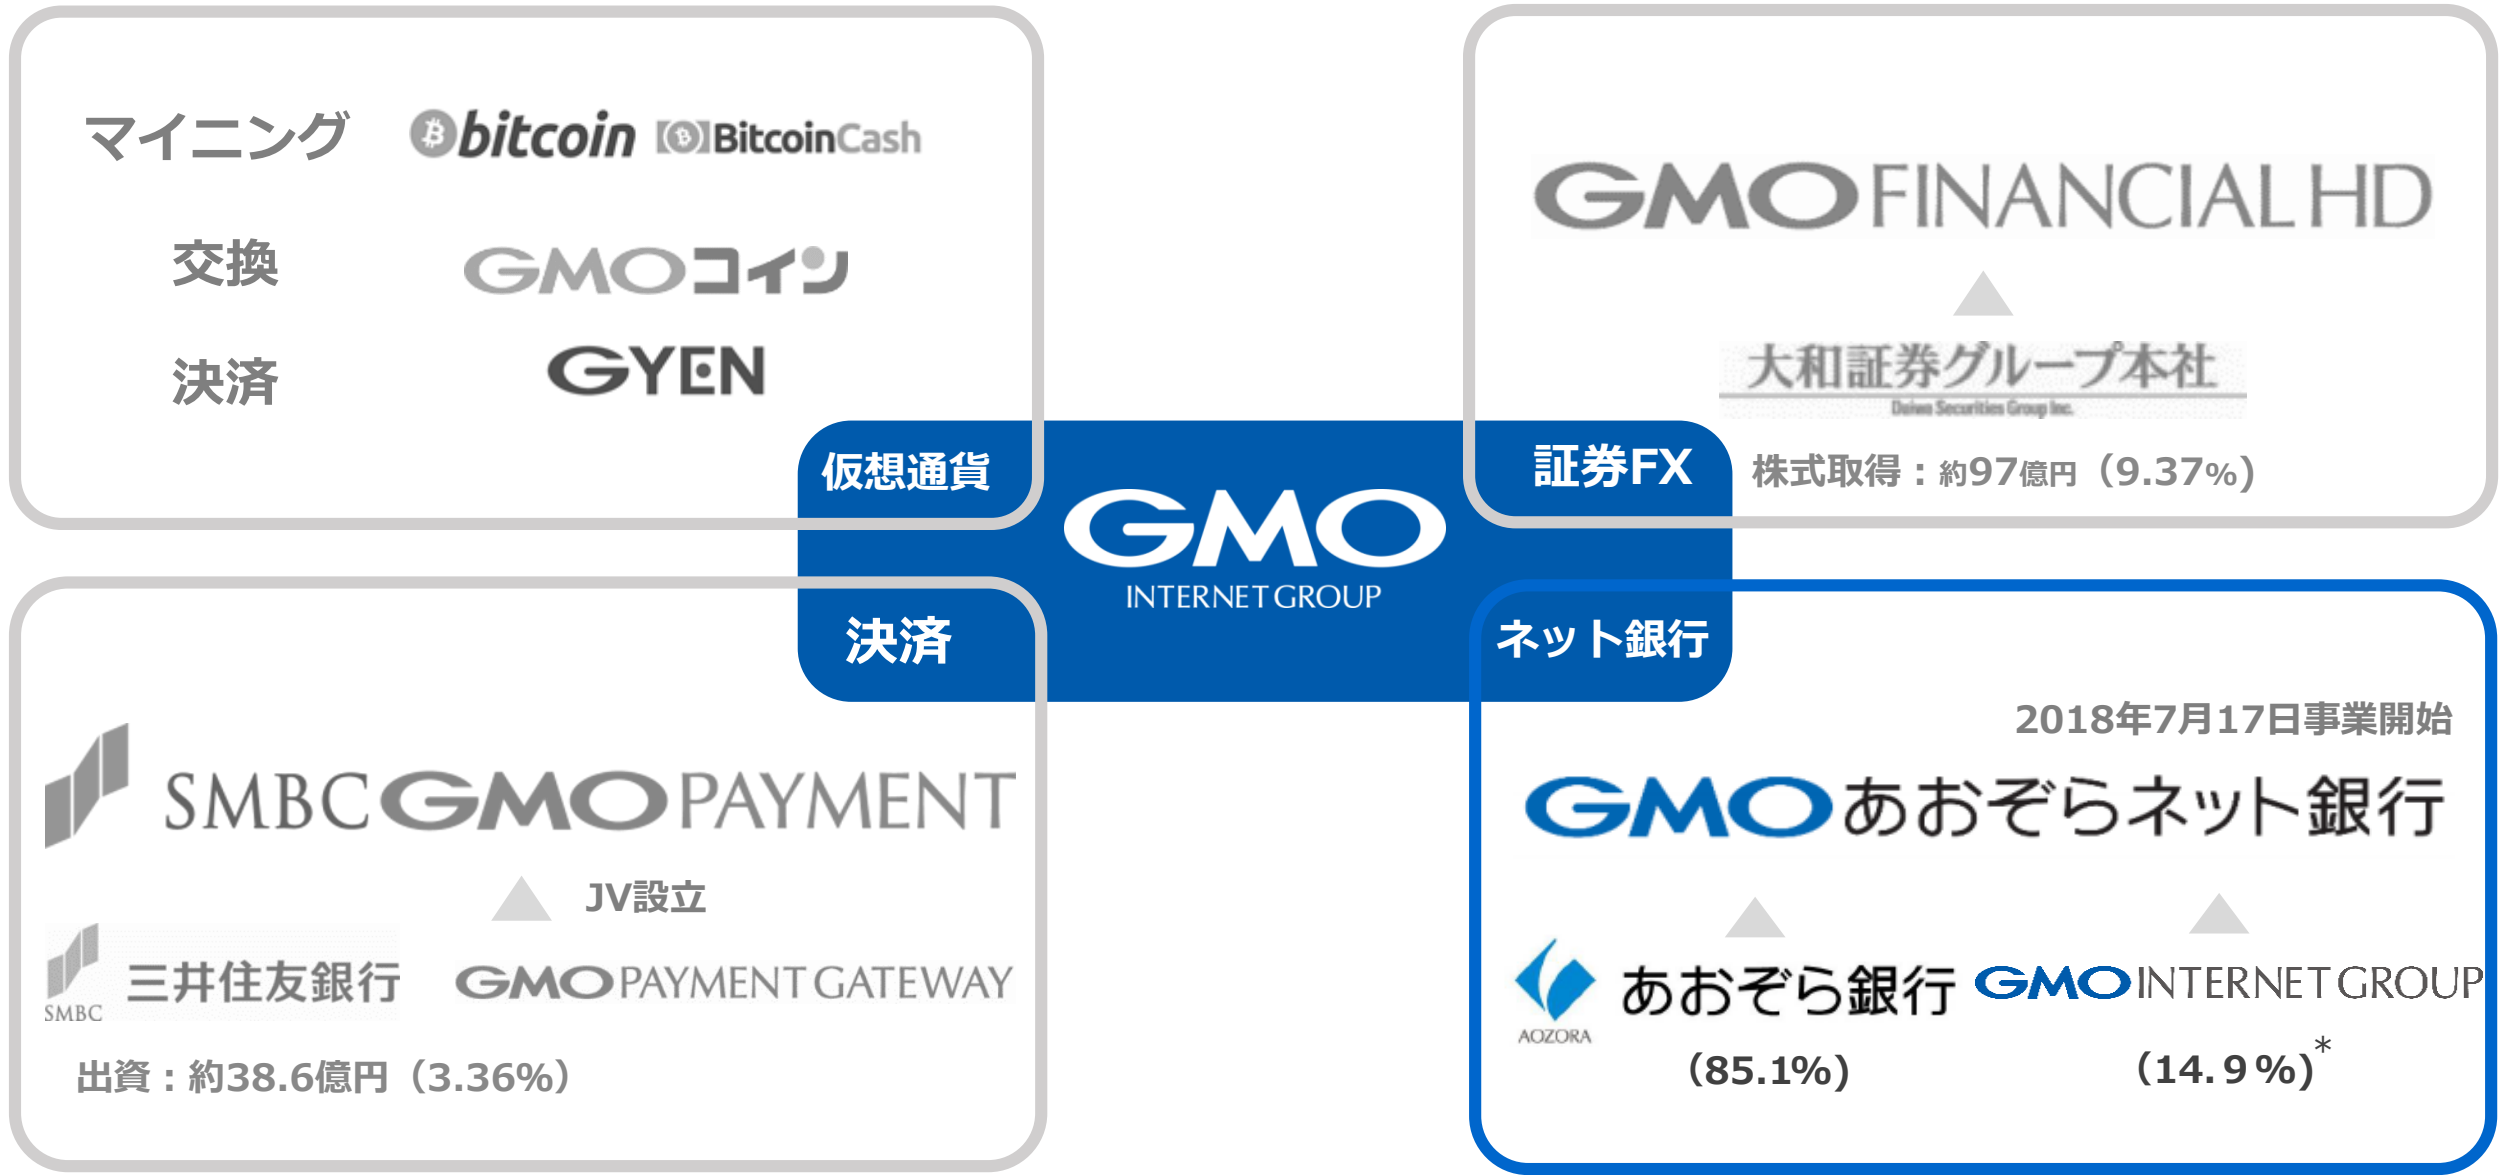 マイニング bitcoin BitcoinCash
交換 GMOコイン
決済 GYEN
仮想通貨
GMO FINANCIAL HD
大和証券グループ本社
Daiwa Securities Group Inc.
証券FX
株式取得：約97億円（9.37%）
GMO
INTERNET GROUP
決済
SMBC GMO PAYMENT
JV設立
三井住友銀行
SMBC
GMO PAYMENT GATEWAY
出資：約38.6億円（3.36%）
ネット銀行
2018年7月17日事業開始
GMOあおぞらネット銀行
あおぞら銀行
AOZORA
（85.1%）
GMO INTERNET GROUP
（14.9%）*